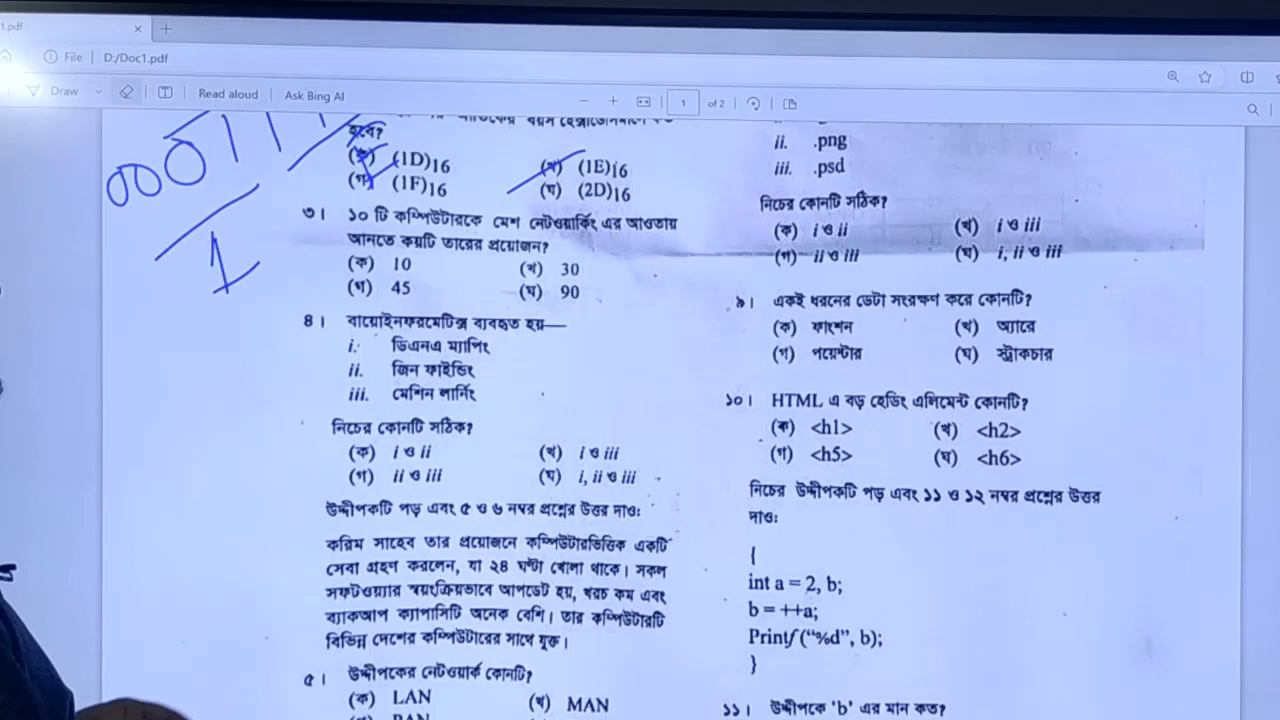 1.pdf
File D:/Doc1.pdf
Draw Read aloud Ask Bing AI 1 of 2
0001111
1
হবে?
(ক) (1D)16 (খ) (1E)16
(গ) (1F)16 (ঘ) (2D)16
৩। ১০ টি কম্পিউটারকে মেশ নেটওয়ার্কিং এর আওতায়
আনতে কয়টি তারের প্রয়োজন?
(ক) 10 (খ) 30
(গ) 45 (ঘ) 90
৪। বায়োইনফরমেটিক্স ব্যবহৃত হয়—
i. ডিএনএ ম্যাপিং
ii. জিন ফাইন্ডিং
iii. মেশিন লার্নিং
নিচের কোনটি সঠিক?
(ক) i ও ii (খ) i ও iii
(গ) ii ও iii (ঘ) i, ii ও iii
উদ্দীপকটি পড় এবং ৫ ও ৬ নম্বর প্রশ্নের উত্তর দাও:
করিম সাহেব তার প্রয়োজনে কম্পিউটারভিত্তিক একটি
সেবা গ্রহণ করলেন, যা ২৪ ঘণ্টা খোলা থাকে। সকল
সফটওয়্যার স্বয়ংক্রিয়ভাবে আপডেট হয়, খরচ কম এবং
ব্যাকআপ ক্যাপাসিটি অনেক বেশি। তার কম্পিউটারটি
বিভিন্ন দেশের কম্পিউটারের সাথে যুক্ত।
৫। উদ্দীপকের নেটওয়ার্ক কোনটি?
(ক) LAN (খ) MAN
ii. .png
iii. .psd
নিচের কোনটি সঠিক?
(ক) i ও ii (খ) i ও iii
(গ) ii ও iii (ঘ) i, ii ও iii
৯। একই ধরনের ডেটা সংরক্ষণ করে কোনটি?
(ক) ফাংশন (খ) অ্যারে
(গ) পয়েন্টার (ঘ) স্ট্রাকচার
১০। HTML এ বড় হেডিং এলিমেন্ট কোনটি?
(ক) <h1> (খ) <h2>
(গ) <h5> (ঘ) <h6>
নিচের উদ্দীপকটি পড় এবং ১১ ও ১২ নম্বর প্রশ্নের উত্তর
দাও:
{
int a = 2, b;
b = ++a;
Printf (“%d”, b);
}
১১। উদ্দীপকে ‘b’ এর মান কত?